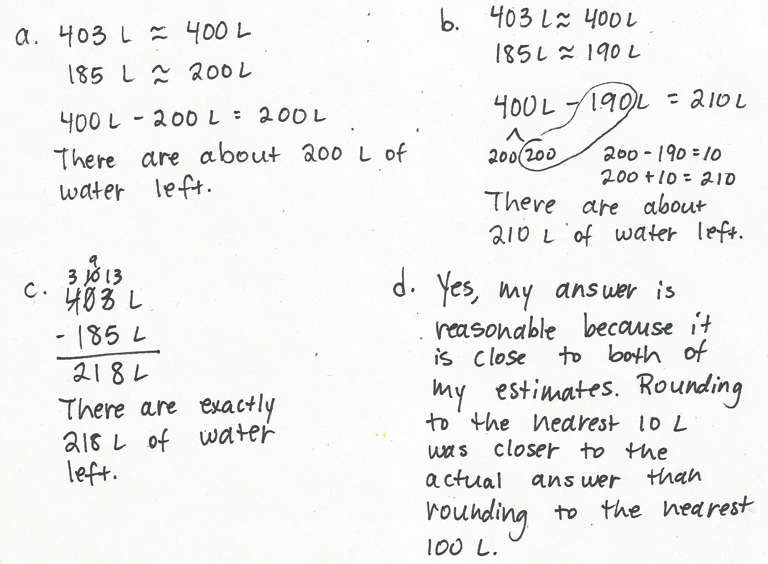 a. 403 L ≈ 400 L
185 L ≈ 200 L
400 L - 200 L = 200 L
There are about 200 L of
water left.
b. 403 L ≈ 400 L
185 L ≈ 190 L
400 L - 190 L = 210 L
200 200 200 - 190 = 10
200 + 10 = 210
There are about
210 L of water left.
c. 9
3 10 13
403 L
- 185 L
218 L
There are exactly
218 L of water
left.
d. Yes, my answer is
reasonable because it
is close to both of
my estimates. Rounding
to the nearest 10 L
was closer to the
actual answer than
rounding to the nearest
100 L.